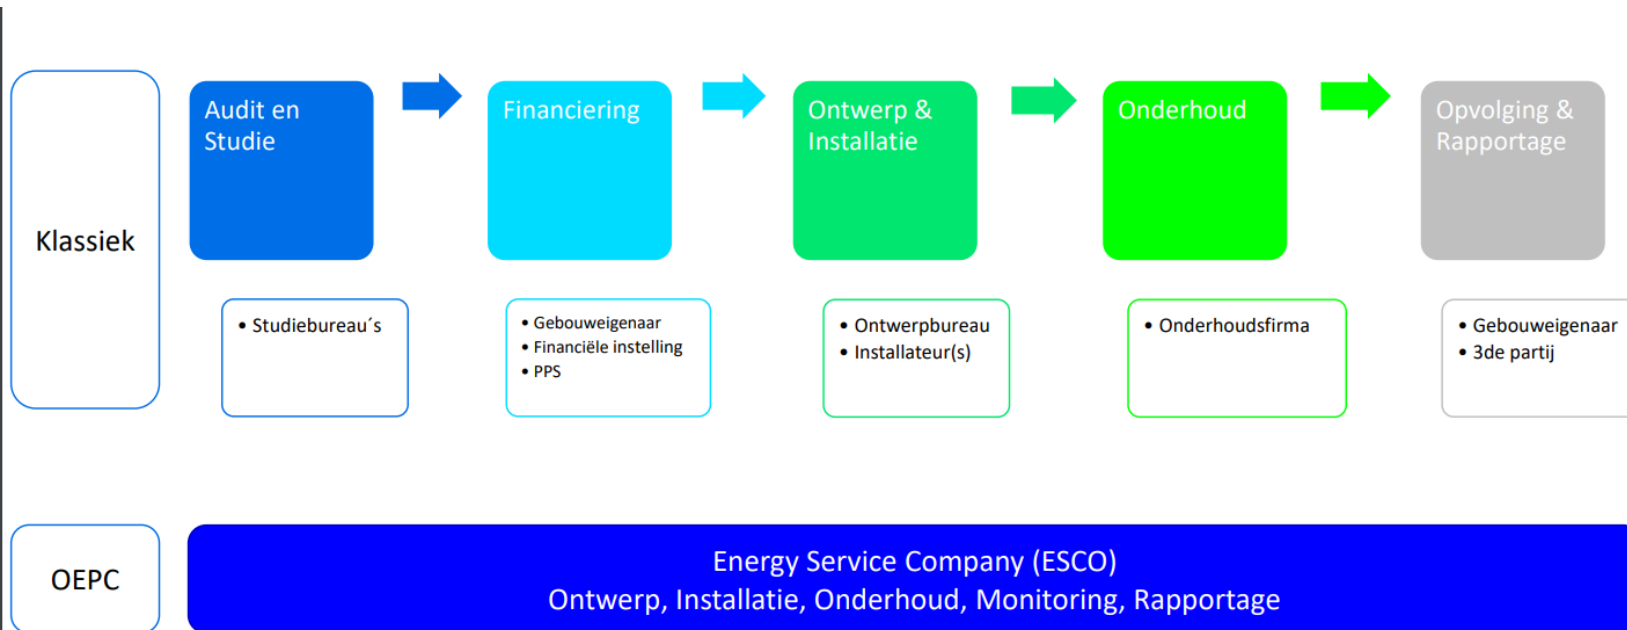 Klassiek
Audit en
Studie
Financiering
Ontwerp &
Installatie
Onderhoud
Opvolging &
Rapportage
• Studiebureau´s
• Gebouweigenaar
• Financiële instelling
• PPS
• Ontwerpbureau
• Installateur(s)
• Onderhoudsfirma
• Gebouweigenaar
• 3de partij
OEPC
Energy Service Company (ESCO)
Ontwerp, Installatie, Onderhoud, Monitoring, Rapportage